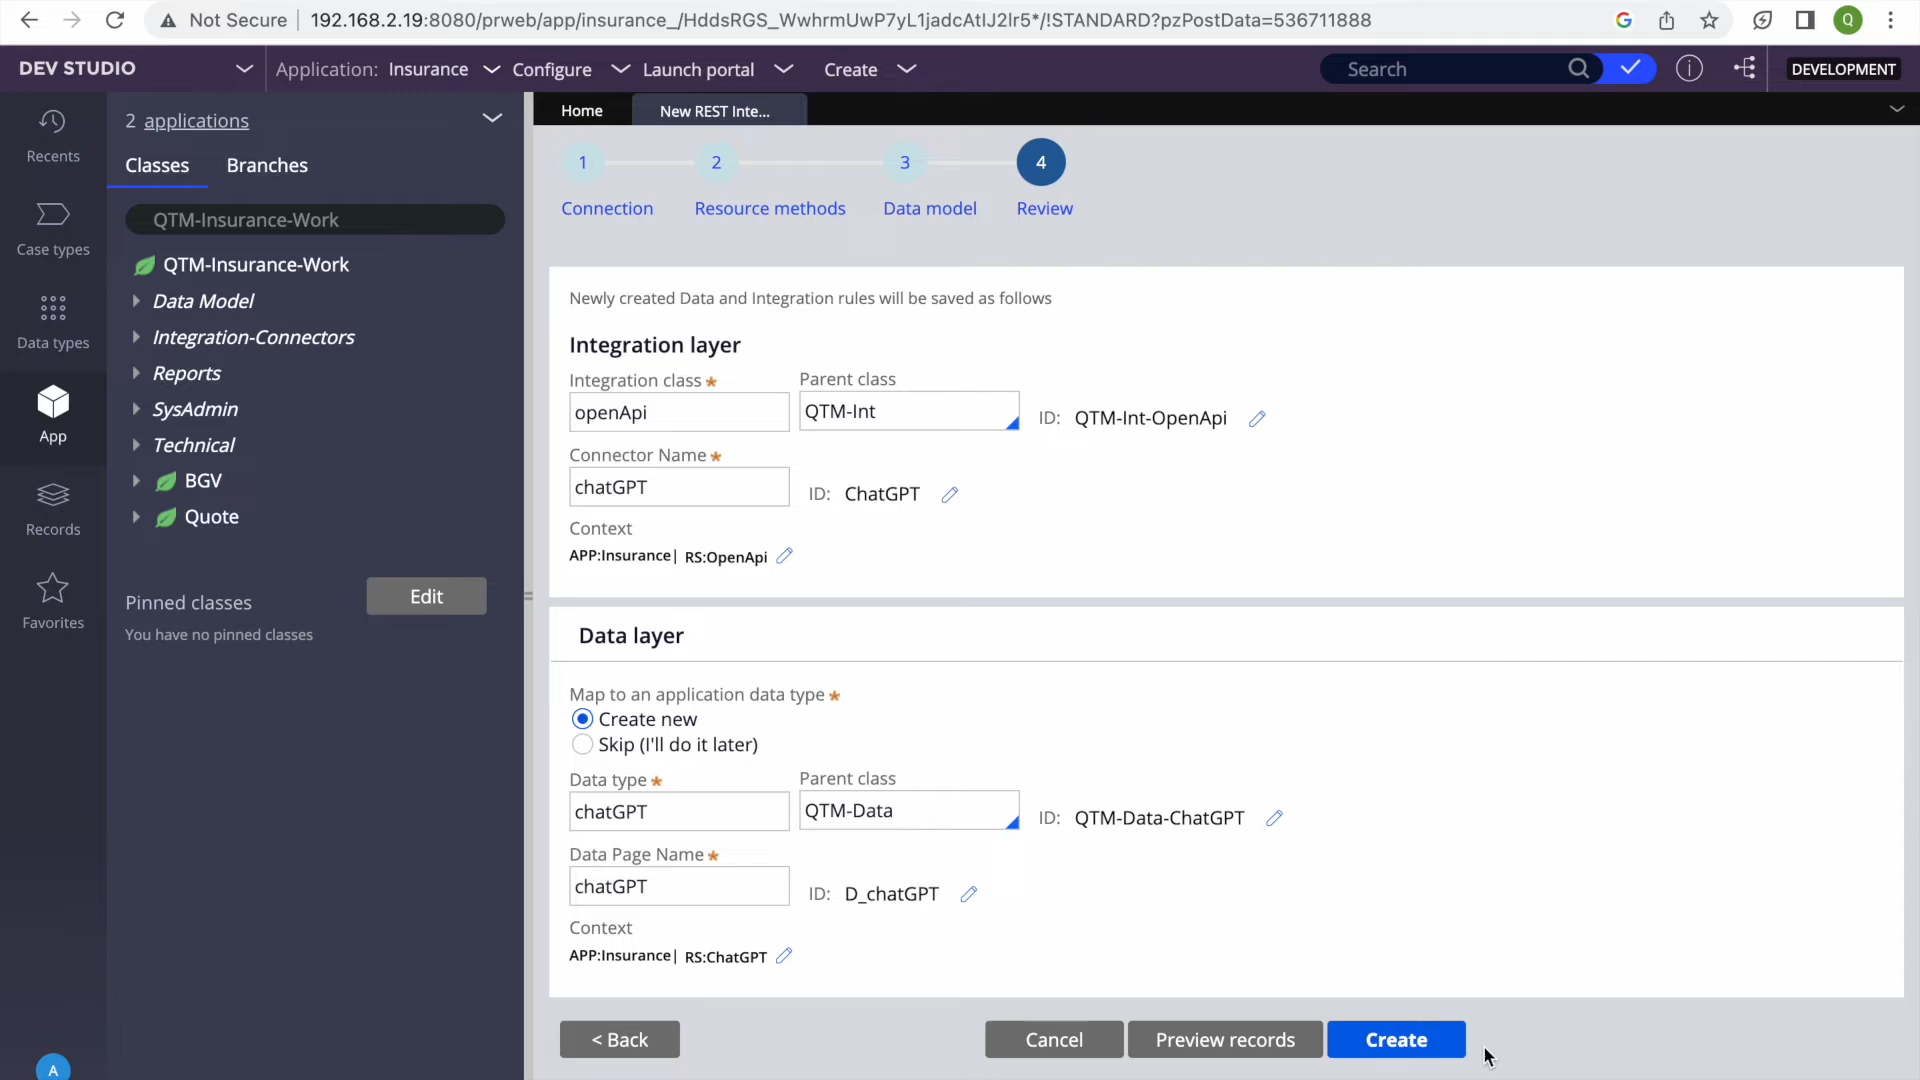 Not Secure 192.168.2.19:8080/prweb/app/insurance_/HddsRGS_WwhrmUwP7yL1jadcAtIJ2Ir5*/!STANDARD?pzPostData=536711888 G Q
DEV STUDIO Application: Insurance Configure Launch portal Create Search DEVELOPMENT
Recents
Case types
Data types
App
Records
Favorites
A
2 applications
Classes Branches
QTM-Insurance-Work
QTM-Insurance-Work
Data Model
Integration-Connectors
Reports
SysAdmin
Technical
BGV
Quote
Pinned classes Edit
You have no pinned classes
Home New REST Inte...
1 2 3 4
Connection Resource methods Data model Review
Newly created Data and Integration rules will be saved as follows
Integration layer
Integration class * Parent class
openApi QTM-Int ID: QTM-Int-OpenApi
Connector Name *
chatGPT ID: ChatGPT
Context
APP:Insurance| RS:OpenApi
Data layer
Map to an application data type *
Create new
Skip (I'll do it later)
Data type * Parent class
chatGPT QTM-Data ID: QTM-Data-ChatGPT
Data Page Name *
chatGPT ID: D_chatGPT
Context
APP:Insurance| RS:ChatGPT
< Back Cancel Preview records Create